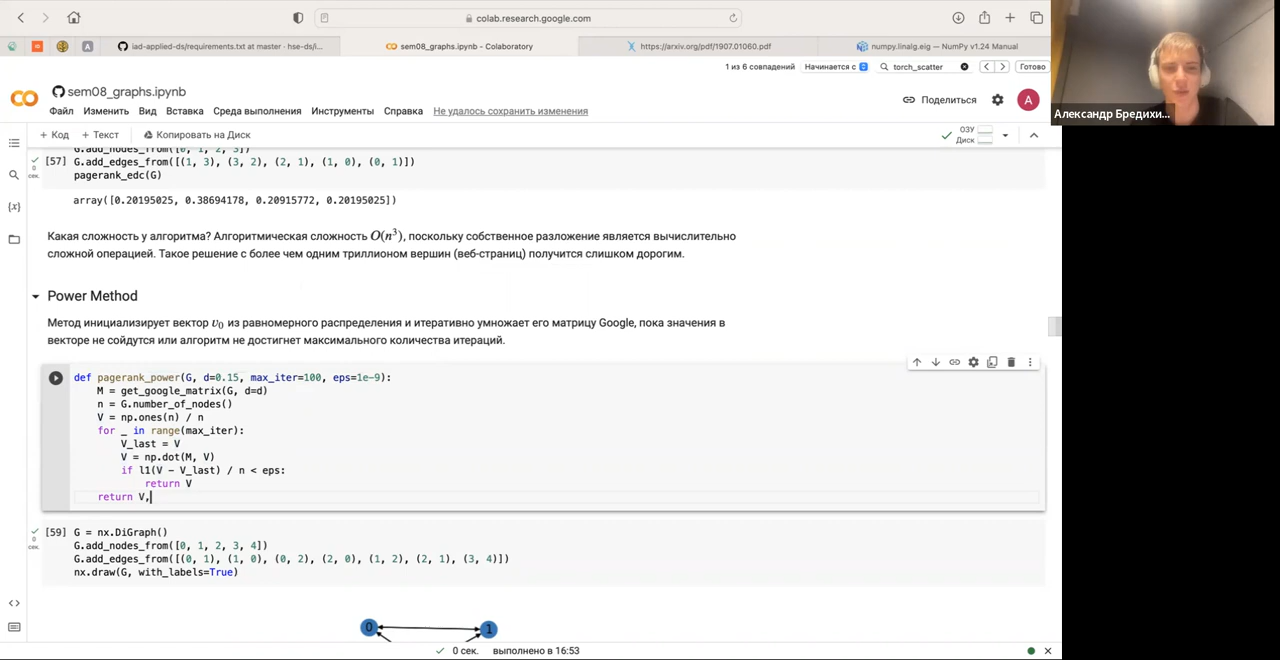 colab.research.google.com
iad-applied-ds/requirements.txt at master · hse-ds/i...
sem08_graphs.ipynb - Colaboratory
https://arxiv.org/pdf/1907.01060.pdf
numpy.linalg.eig — NumPy v1.24 Manual
1 из 6 совпадений
Начинается с
torch_scatter
Готово
sem08_graphs.ipynb
Файл Изменить Вид Вставка Среда выполнения Инструменты Справка Не удалось сохранить изменения
Поделиться
A
+ Код + Текст
Копировать на Диск
ОЗУ
Диск
G.add_nodes_from([0, 1, 2, 3])
[57] G.add_edges_from([(1, 3), (3, 2), (2, 1), (1, 0), (0, 1)])
0 сек.
pagerank_edc(G)
array([0.20195025, 0.38694178, 0.20915772, 0.20195025])
Какая сложность у алгоритма? Алгоритмическая сложность O(n³), поскольку собственное разложение является вычислительно
сложной операцией. Такое решение с более чем одним триллионом вершин (веб-страниц) получится слишком дорогим.
Power Method
Метод инициализирует вектор v₀ из равномерного распределения и итеративно умножает его матрицу Google, пока значения в
векторе не сойдутся или алгоритм не достигнет максимального количества итераций.
def pagerank_power(G, d=0.15, max_iter=100, eps=1e-9):
M = get_google_matrix(G, d=d)
n = G.number_of_nodes()
V = np.ones(n) / n
for _ in range(max_iter):
V_last = V
V = np.dot(M, V)
if l1(V - V_last) / n < eps:
return V
return V,
[59] G = nx.DiGraph()
0 сек.
G.add_nodes_from([0, 1, 2, 3, 4])
G.add_edges_from([(0, 1), (1, 0), (0, 2), (2, 0), (1, 2), (2, 1), (3, 4)])
nx.draw(G, with_labels=True)
0 1
0 сек. выполнено в 16:53
Александр Бредихи...